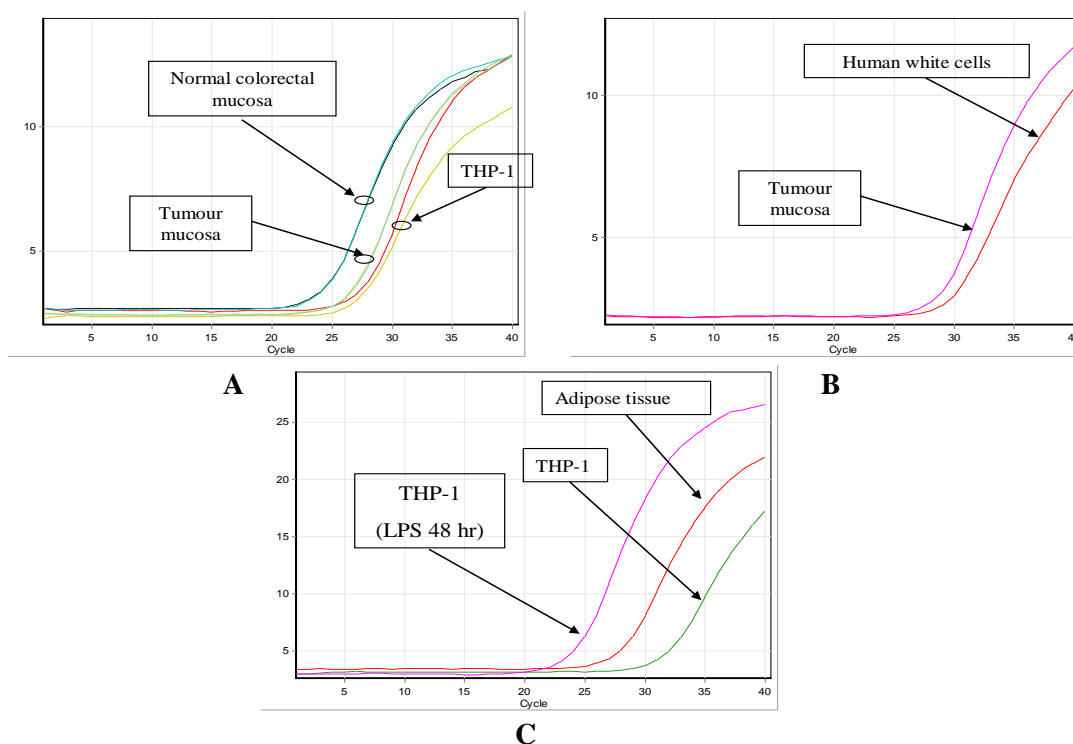 Normal colorectal
mucosa
THP-1
Tumour
mucosa
10
5
5 10 15 20 25 30 35 40
Cycle
A
Human white cells
Tumour
mucosa
10
5
5 10 15 20 25 30 35 40
Cycle
B
Adipose tissue
THP-1
THP-1
(LPS 48 hr)
25
20
15
10
5
5 10 15 20 25 30 35 40
Cycle
C